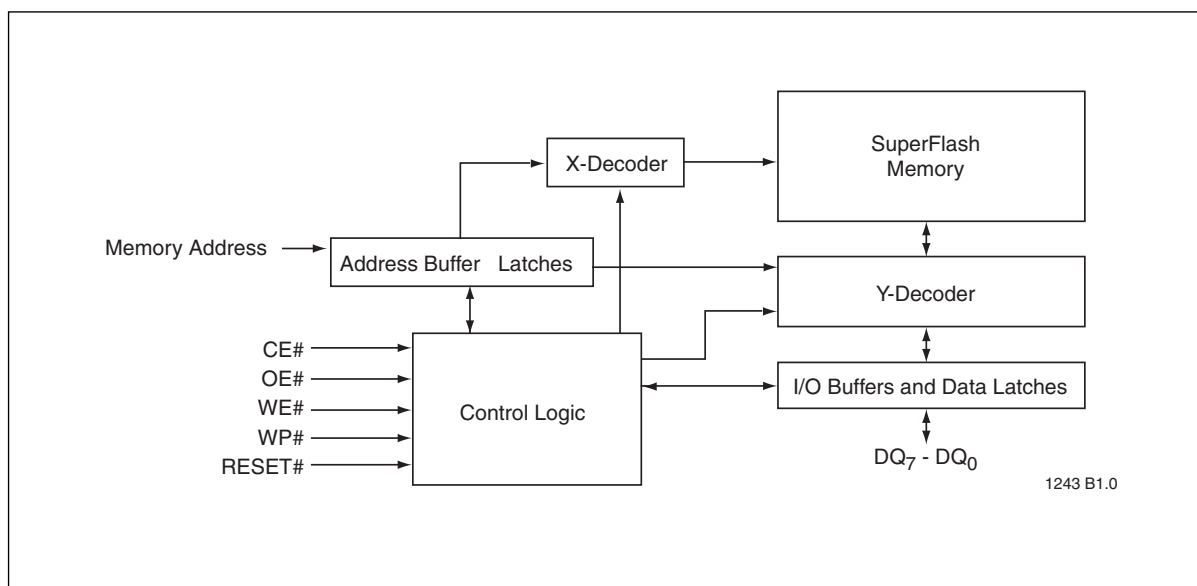 SuperFlash
Memory
X-Decoder
Memory Address
Address Buffer Latches
Y-Decoder
CE#
OE#
WE#
WP#
RESET#
Control Logic
I/O Buffers and Data Latches
DQ7 - DQ0
1243 B1.0